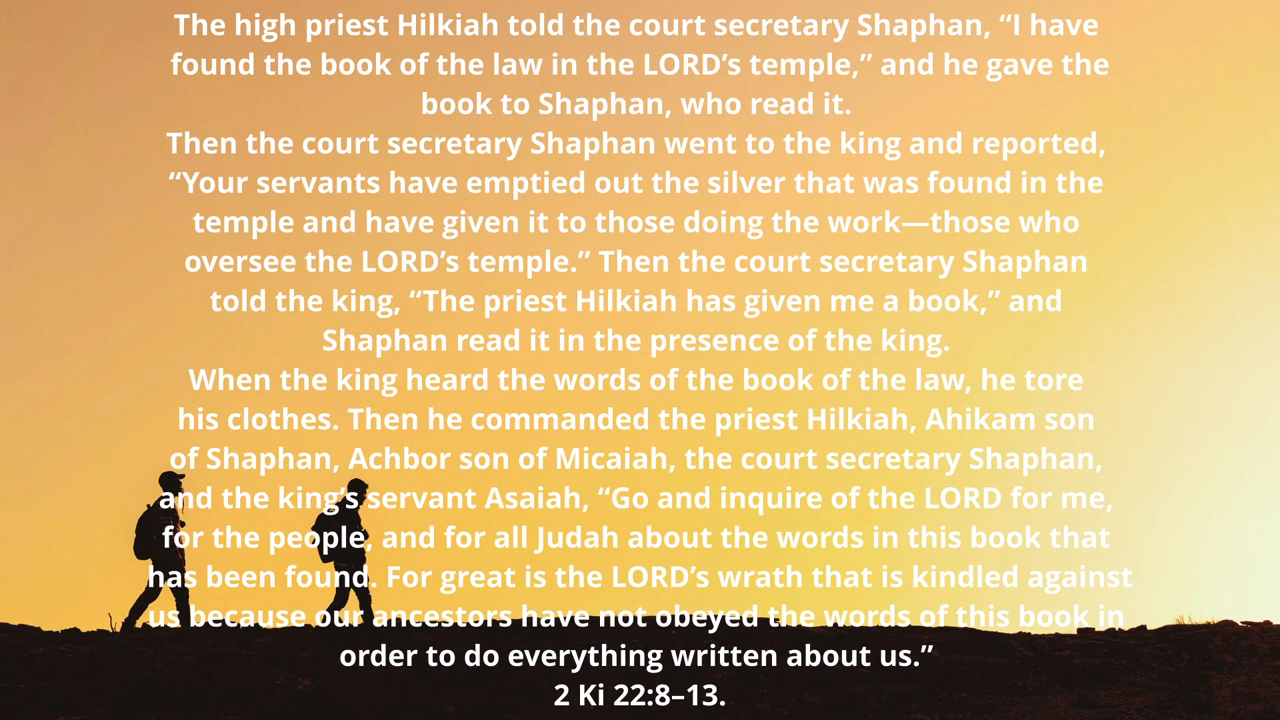 The high priest Hilkiah told the court secretary Shaphan, “I have
found the book of the law in the LORD’s temple,” and he gave the
book to Shaphan, who read it.
Then the court secretary Shaphan went to the king and reported,
“Your servants have emptied out the silver that was found in the
temple and have given it to those doing the work—those who
oversee the LORD’s temple.” Then the court secretary Shaphan
told the king, “The priest Hilkiah has given me a book,” and
Shaphan read it in the presence of the king.
When the king heard the words of the book of the law, he tore
his clothes. Then he commanded the priest Hilkiah, Ahikam son
of Shaphan, Achbor son of Micaiah, the court secretary Shaphan,
and the king’s servant Asaiah, “Go and inquire of the LORD for me,
for the people, and for all Judah about the words in this book that
has been found. For great is the LORD’s wrath that is kindled against
us because our ancestors have not obeyed the words of this book in
order to do everything written about us.”
2 Ki 22:8–13.